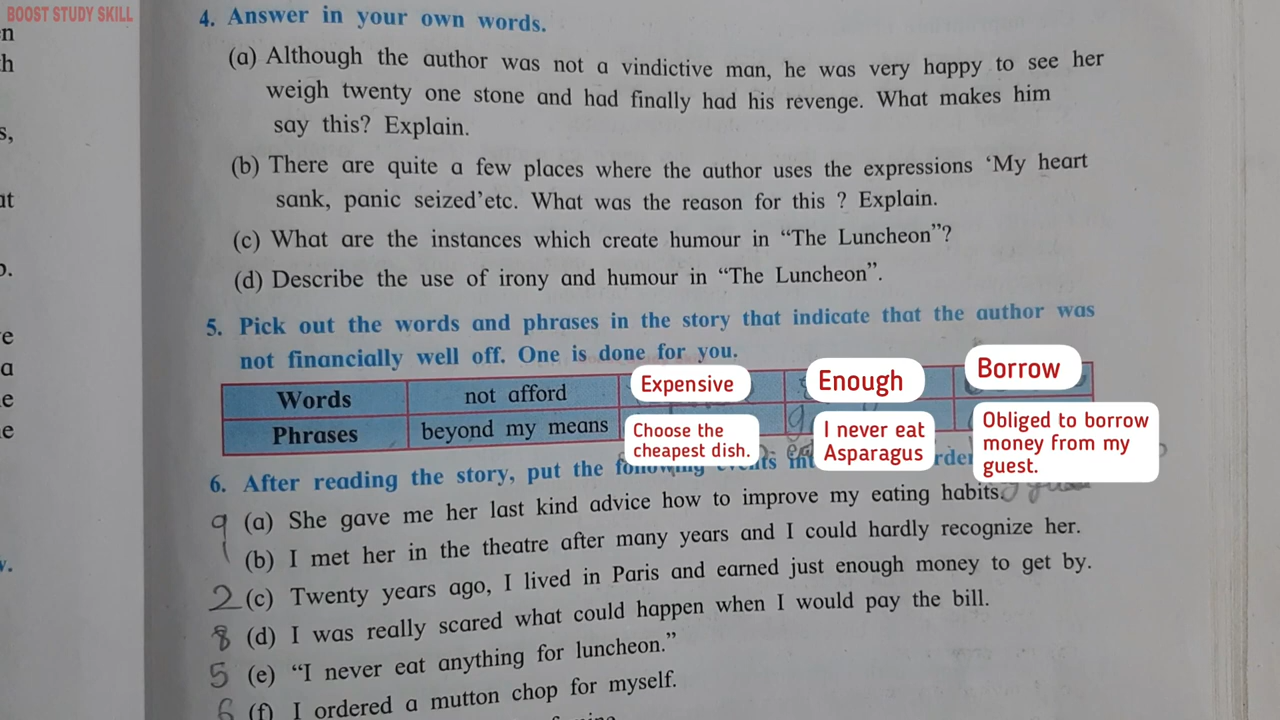 BOOST STUDY SKILL
4. Answer in your own words.
(a) Although the author was not a vindictive man, he was very happy to see her
weigh twenty one stone and had finally had his revenge. What makes him
say this? Explain.
(b) There are quite a few places where the author uses the expressions ‘My heart
sank, panic seized’etc. What was the reason for this ? Explain.
(c) What are the instances which create humour in “The Luncheon”?
(d) Describe the use of irony and humour in “The Luncheon”.
5. Pick out the words and phrases in the story that indicate that the author was
not financially well off. One is done for you.
Words not afford Expensive Enough Borrow
Phrases beyond my means Choose the cheapest dish. I never eat Asparagus Obliged to borrow money from my guest.
6. After reading the story, put the
9 (a) She gave me her last kind advice how to improve my eating habits.
1 (b) I met her in the theatre after many years and I could hardly recognize her.
2 (c) Twenty years ago, I lived in Paris and earned just enough money to get by.
8 (d) I was really scared what could happen when I would pay the bill.
5 (e) “I never eat anything for luncheon.”
6 (f) I ordered a mutton chop for myself.